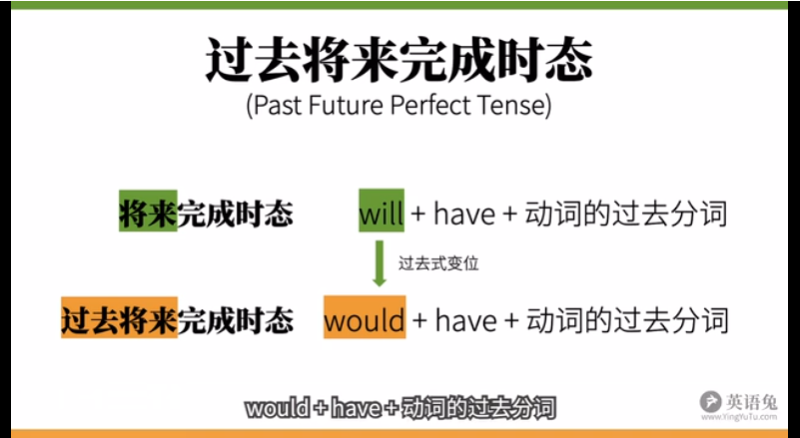 过去将来完成时态
(Past Future Perfect Tense)
将来完成时态 will + have + 动词的过去分词
过去式变位
过去将来完成时态 would + have + 动词的过去分词
would + have + 动词的过去分词
英语兔
www.YingYuTu.com